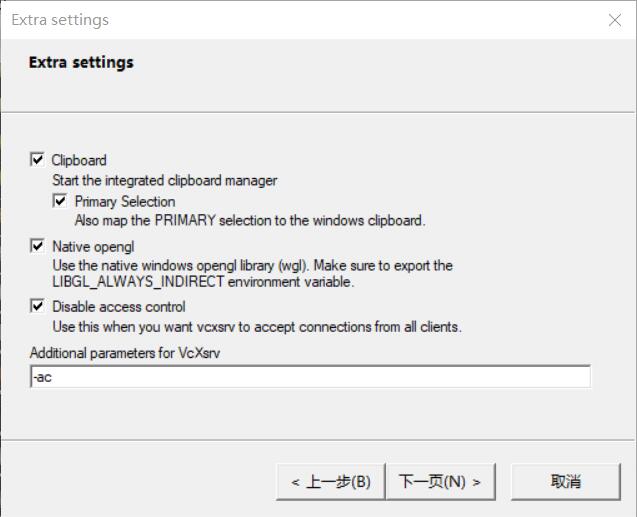 Extra settings
Extra settings
Clipboard
Start the integrated clipboard manager
Primary Selection
Also map the PRIMARY selection to the windows clipboard.
Native opengl
Use the native windows opengl library (wgl). Make sure to export the
LIBGL_ALWAYS_INDIRECT environment variable.
Disable access control
Use this when you want vcxsrv to accept connections from all clients.
Additional parameters for VcXsrv
-ac
< 上一步(B) 下一页(N) > 取消